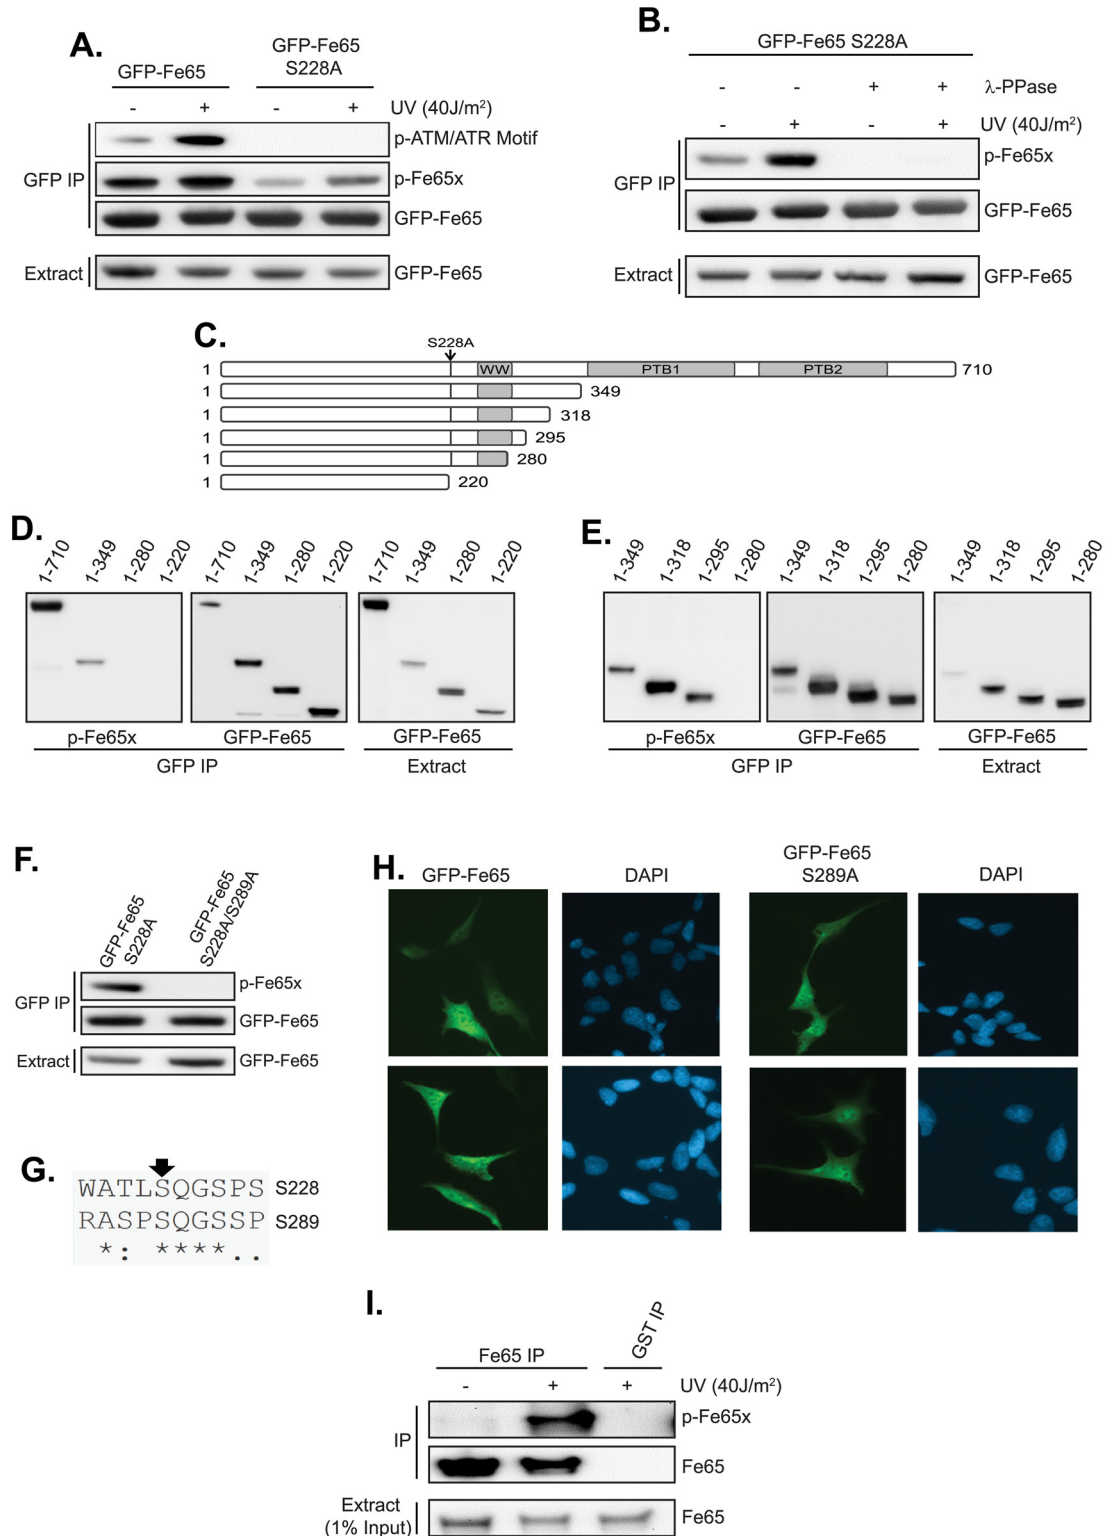 A.
GFP-Fe65
GFP-Fe65
S228A
- + - + UV (40J/m²)
GFP IP
p-ATM/ATR Motif
p-Fe65x
GFP-Fe65
Extract
GFP-Fe65
B.
GFP-Fe65 S228A
- - + + λ-PPase
- + - + UV (40J/m²)
GFP IP
p-Fe65x
GFP-Fe65
Extract
GFP-Fe65
C.
S228A
1 WW PTB1 PTB2 710
1 349
1 318
1 295
1 280
1 220
D.
1-710 1-349 1-280 1-220 1-710 1-349 1-280 1-220 1-710 1-349 1-280 1-220
p-Fe65x GFP-Fe65 GFP-Fe65
GFP IP Extract
E.
1-349 1-318 1-295 1-280 1-349 1-318 1-295 1-280 1-349 1-318 1-295 1-280
p-Fe65x GFP-Fe65 GFP-Fe65
GFP IP Extract
F.
GFP-Fe65
S228A
GFP-Fe65
S228A/S289A
GFP IP
p-Fe65x
GFP-Fe65
Extract
GFP-Fe65
G.
WATLSQGSPS S228
RASPSQGSSP S289
*: ****..
H.
GFP-Fe65
DAPI
GFP-Fe65
S289A
DAPI
I.
Fe65 IP
GST IP
- + + UV (40J/m²)
IP
p-Fe65x
Fe65
Extract
(1% Input)
Fe65